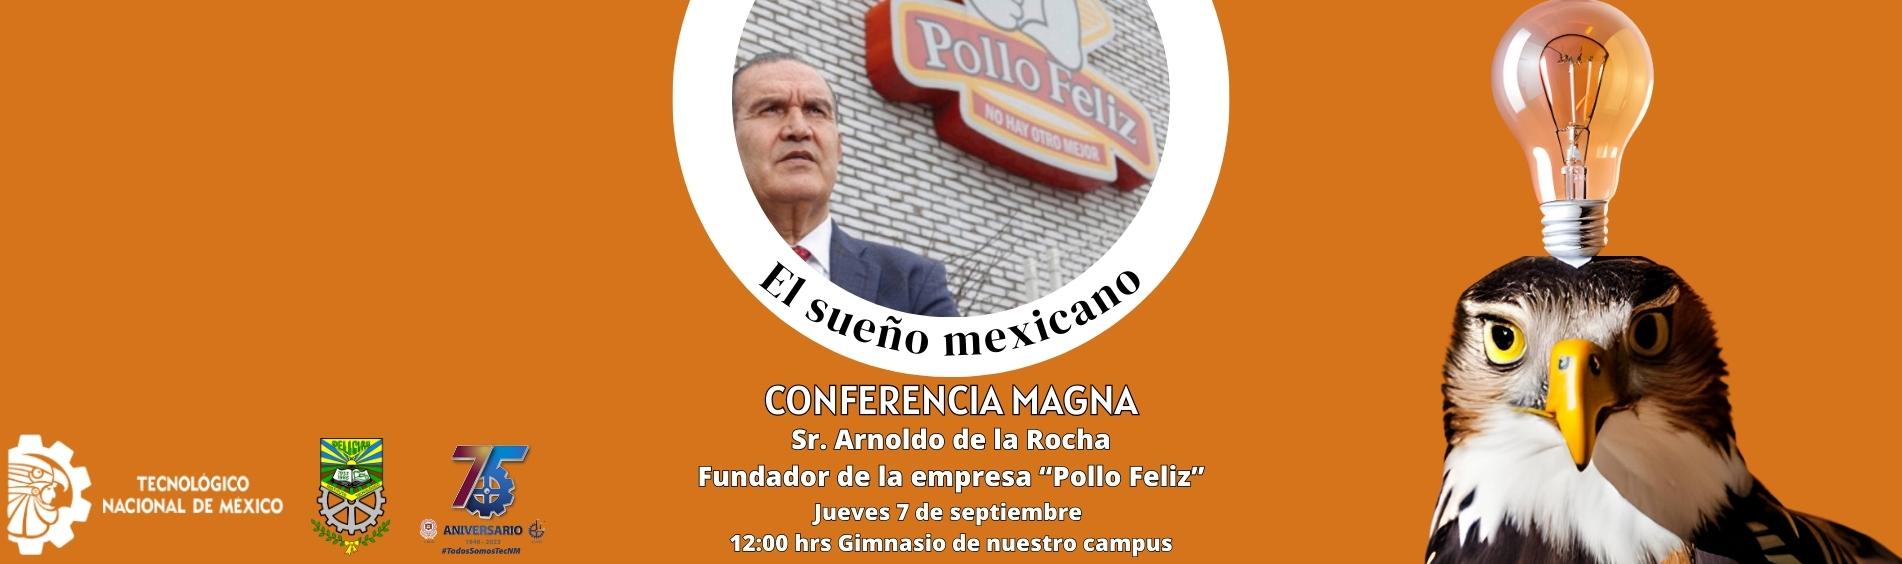 Pollo Feliz
NO HAY OTRO MEJOR
El sueño mexicano
CONFERENCIA MAGNA
Sr. Arnoldo de la Rocha
Fundador de la empresa “Pollo Feliz”
Jueves 7 de septiembre
12:00 hrs Gimnasio de nuestro campus
TECNOLÓGICO
NACIONAL DE MÉXICO
75
ANIVERSARIO
1948 - 2023
#TodosSomosTecNM